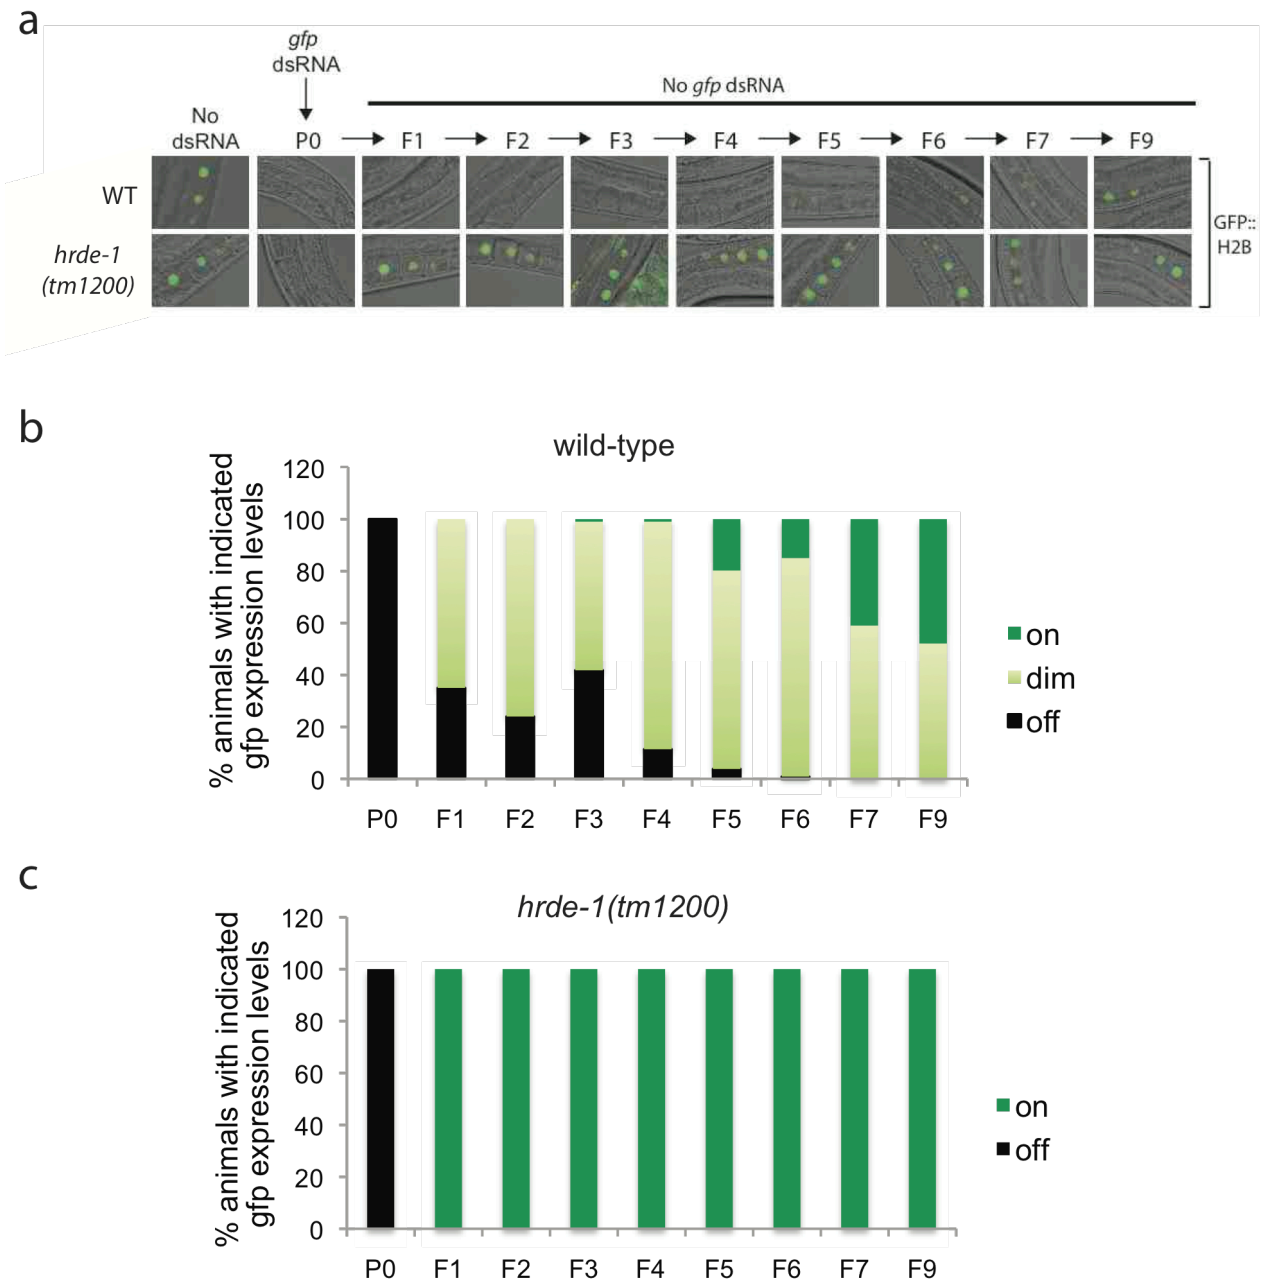 a
gfp
dsRNA
No gfp dsRNA
No
dsRNA
P0
F1
F2
F3
F4
F5
F6
F7
F9
WT
hrde-1
(tm1200)
GFP::
H2B
b
wild-type
% animals with indicated
gfp expression levels
120
100
80
60
40
20
0
P0
F1
F2
F3
F4
F5
F6
F7
F9
on
dim
off
c
hrde-1(tm1200)
% animals with indicated
gfp expression levels
120
100
80
60
40
20
0
P0
F1
F2
F3
F4
F5
F6
F7
F9
on
off